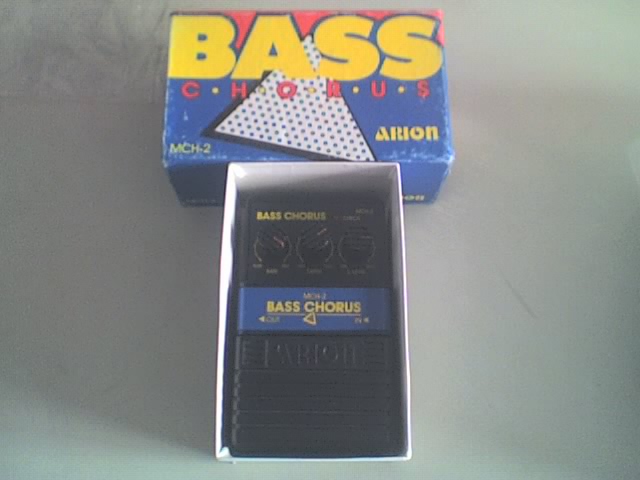 BASS
C·H·O·R·U·S
ARION
MCH-2
BASS CHORUS
MCH-2
BASS CHORUS
OUT IN
ARION